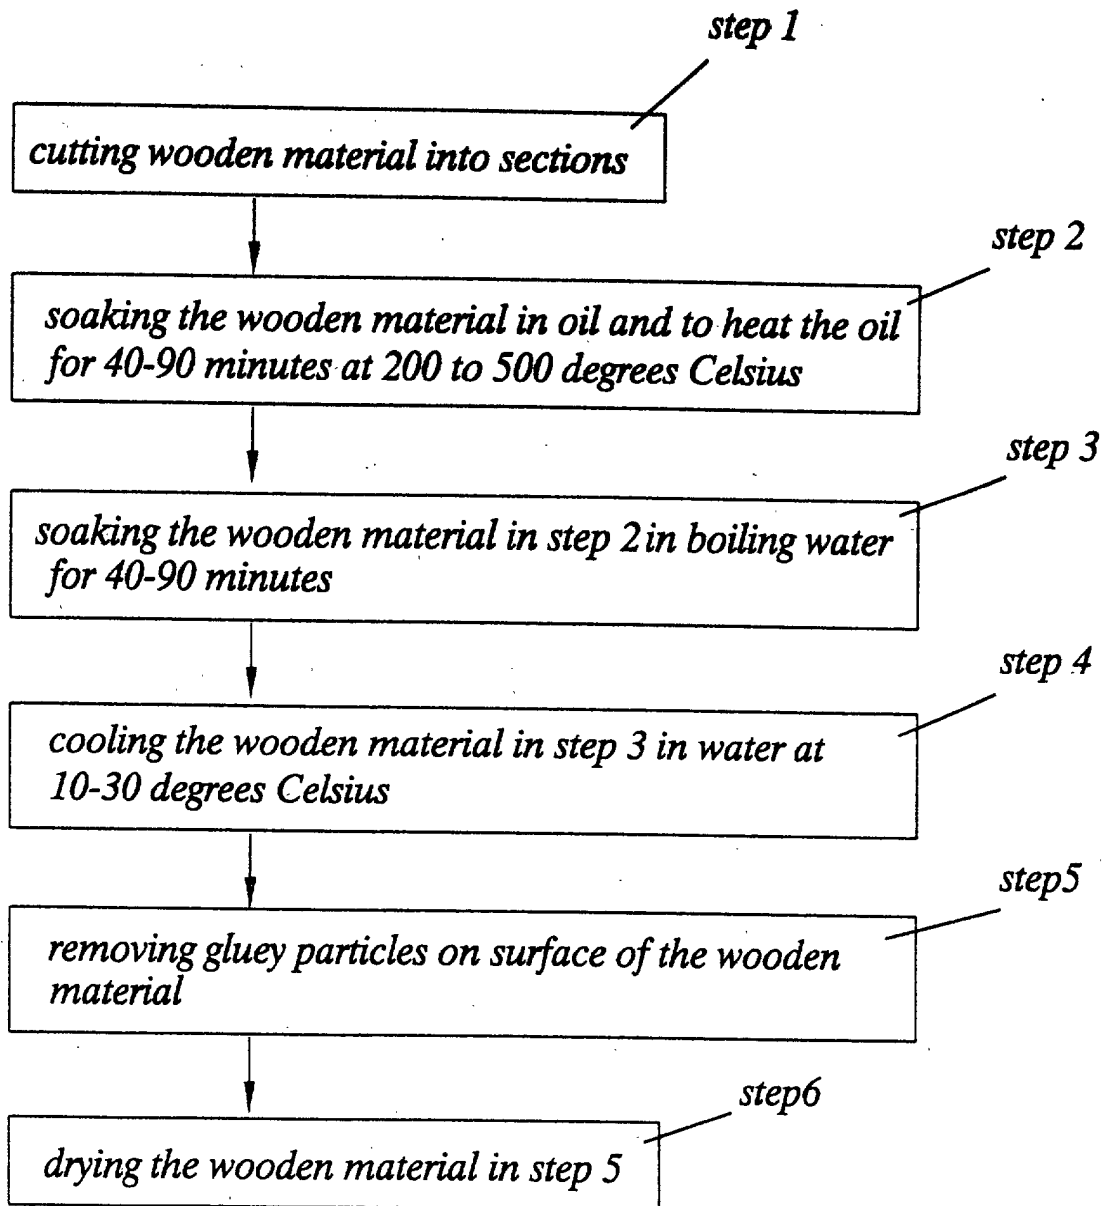 step 1
cutting wooden material into sections
step 2
soaking the wooden material in oil and to heat the oil
for 40-90 minutes at 200 to 500 degrees Celsius
step 3
soaking the wooden material in step 2 in boiling water
for 40-90 minutes
step 4
cooling the wooden material in step 3 in water at
10-30 degrees Celsius
step5
removing gluey particles on surface of the wooden
material
step6
drying the wooden material in step 5